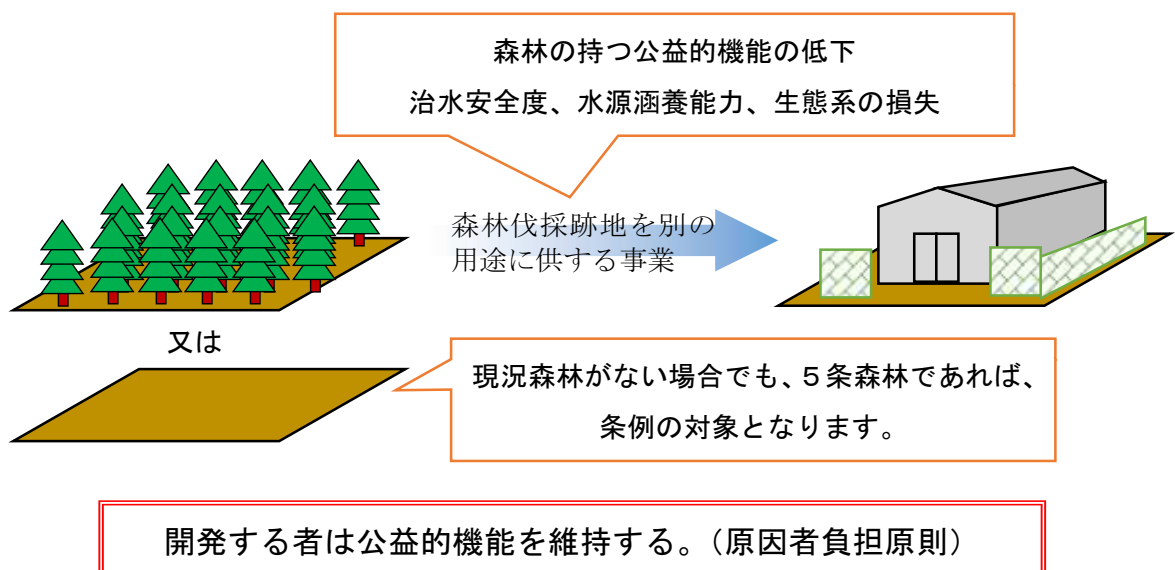 森林の持つ公益的機能の低下
治水安全度、水源涵養能力、生態系の損失
森林伐採跡地を別の
用途に供する事業
又は
現況森林がない場合でも、５条森林であれば、
条例の対象となります。
開発する者は公益的機能を維持する。（原因者負担原則）